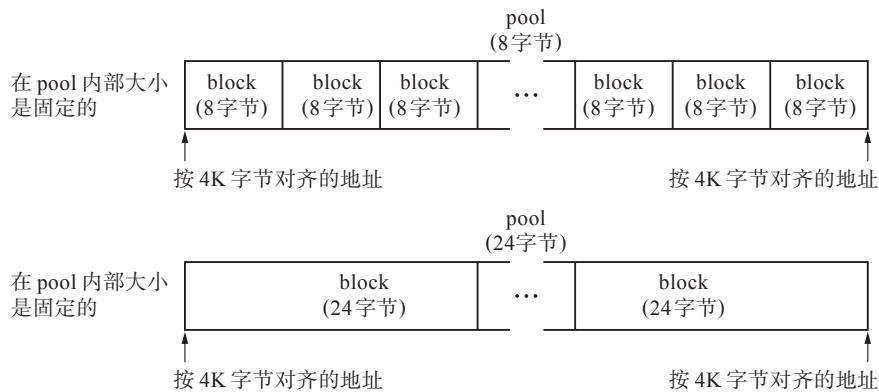 pool
(8字节)
在 pool 内部大小
是固定的
block
(8字节)
block
(8字节)
block
(8字节)
...
block
(8字节)
block
(8字节)
block
(8字节)
按 4K 字节对齐的地址
按 4K 字节对齐的地址
pool
(24字节)
在 pool 内部大小
是固定的
block
(24字节)
...
block
(24字节)
按 4K 字节对齐的地址
按 4K 字节对齐的地址